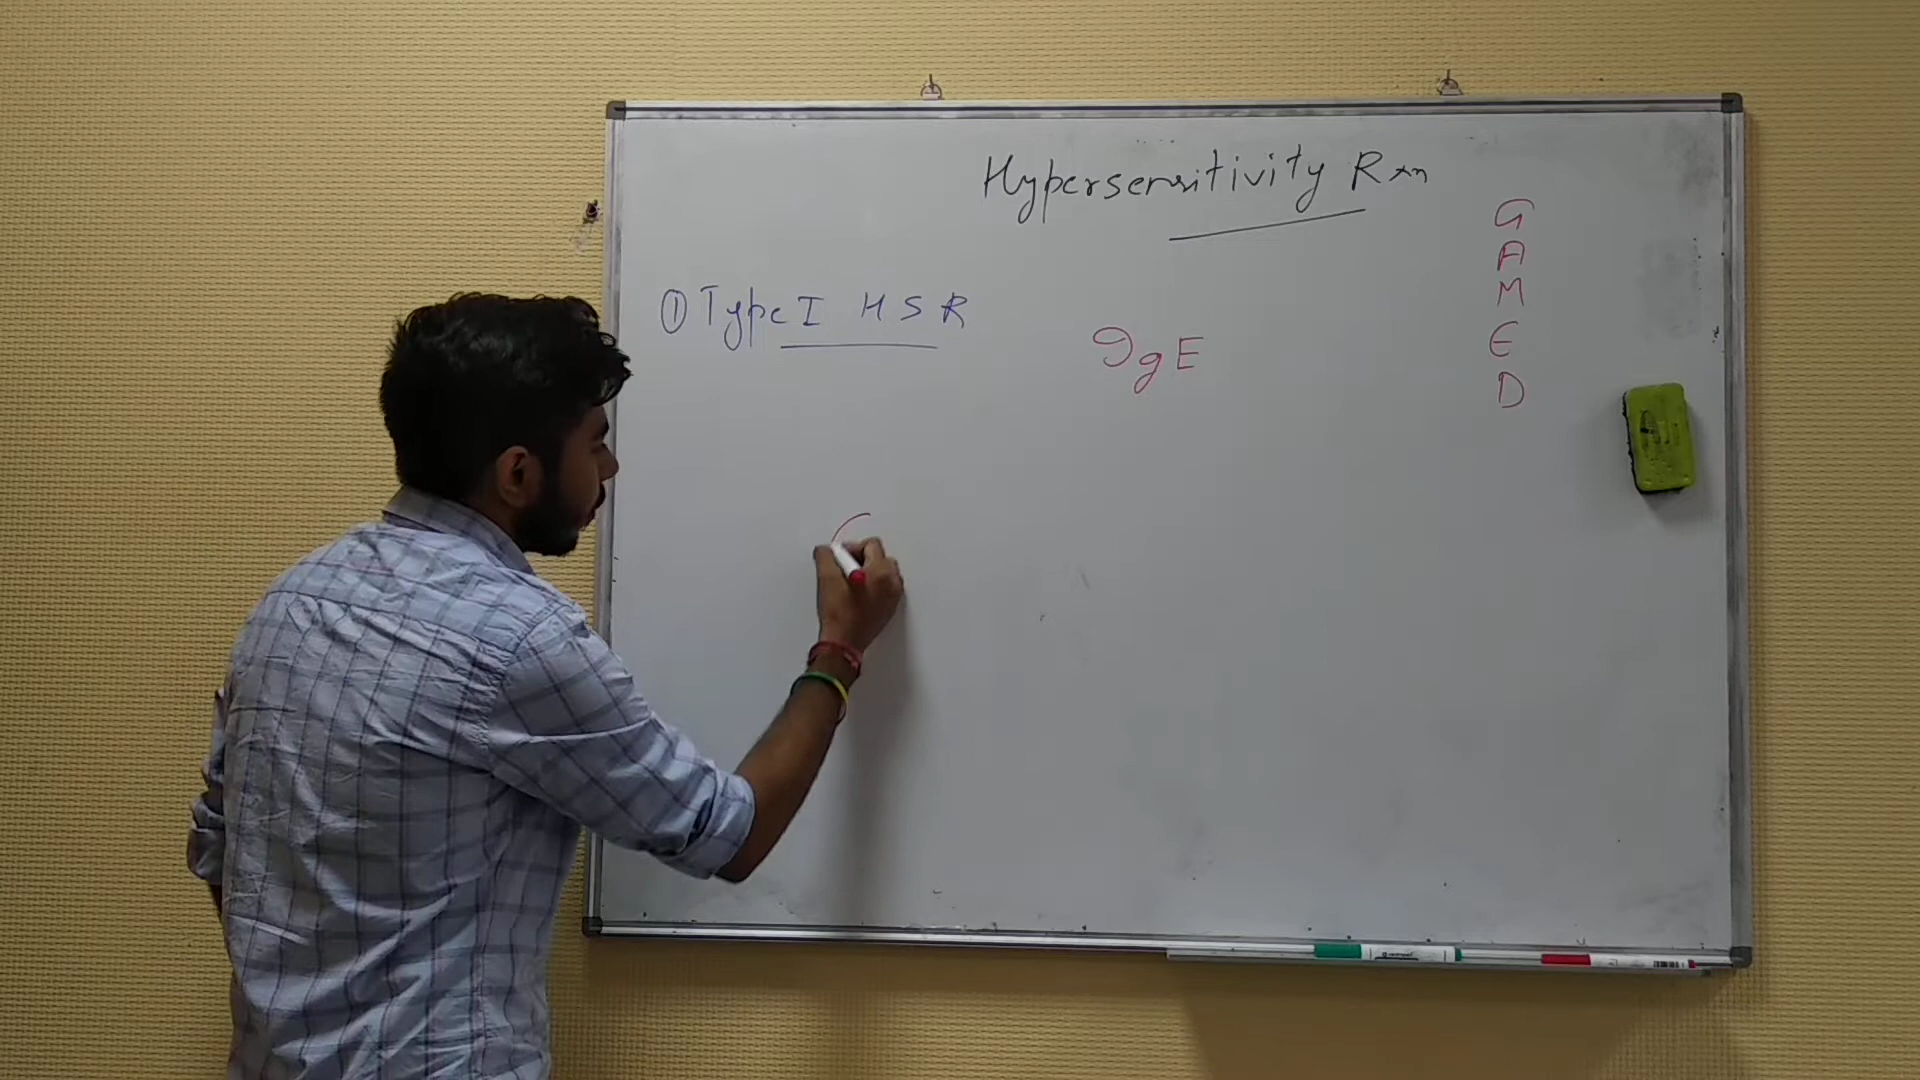 Hypersensitivity Rxn
① Type I HSR
IgE
G
A
M
E
D